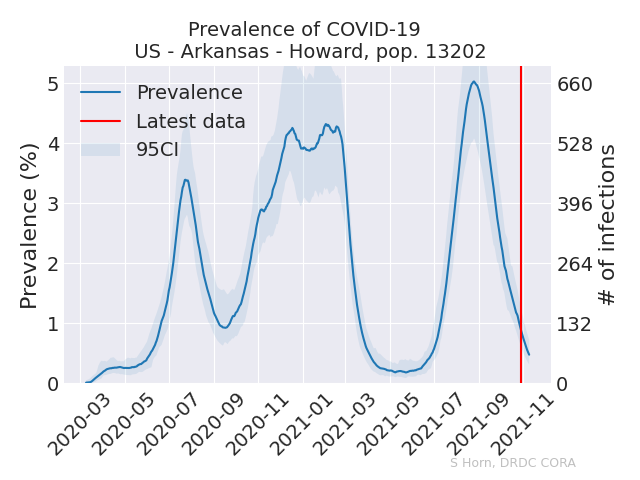 Prevalence of COVID-19
US - Arkansas - Howard, pop. 13202
Prevalence
Latest data
95CI
Prevalence (%)
5
4
3
2
1
0
660
528
396
264
132
0
# of infections
2020-03
2020-05
2020-07
2020-09
2020-11
2021-01
2021-03
2021-05
2021-07
2021-09
2021-11
S Horn, DRDC CORA